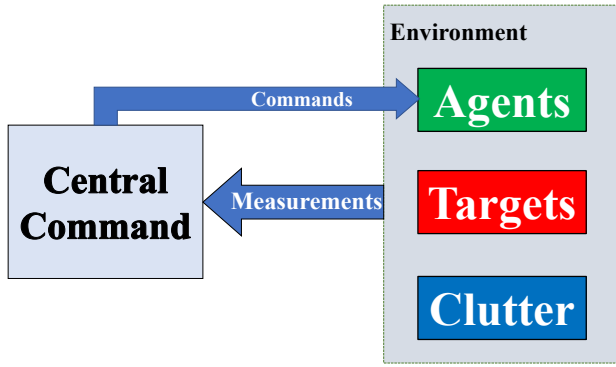 Environment
Commands
Agents
Central
Command
Measurements
Targets
Clutter